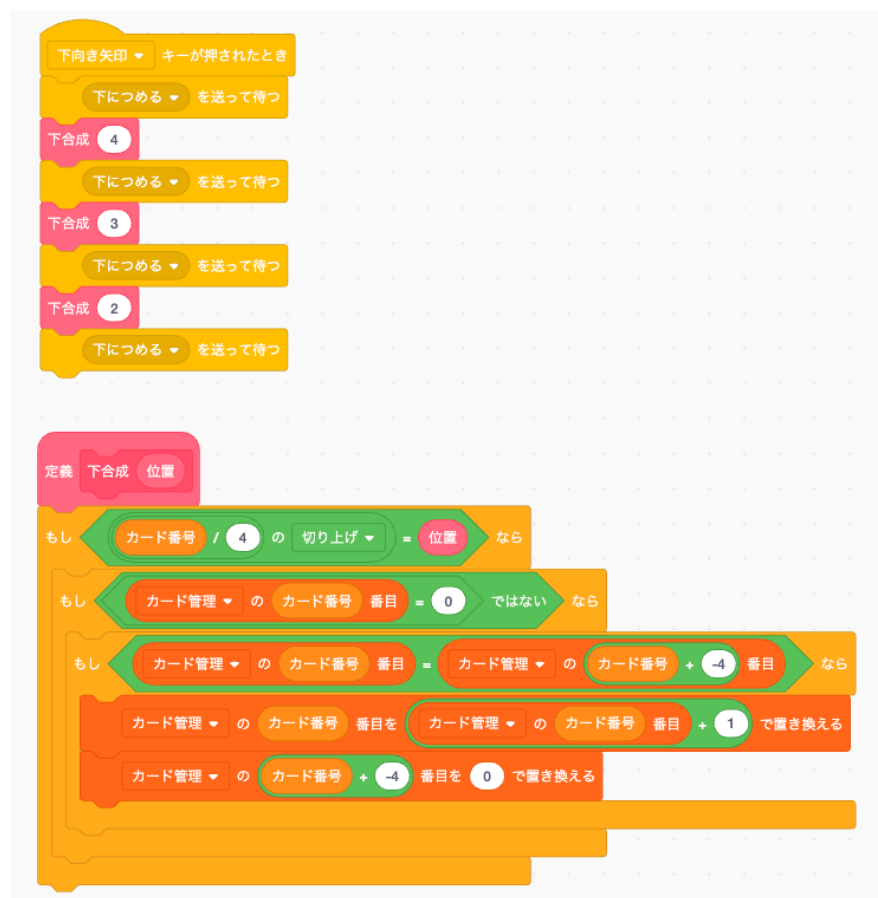 下向き矢印 キーが押されたとき
下につめる を送って待つ
下合成 4
下につめる を送って待つ
下合成 3
下につめる を送って待つ
下合成 2
下につめる を送って待つ
定義 下合成 位置
もし カード番号 / 4 の 切り上げ = 位置 なら
もし カード管理 の カード番号 番目 = 0 ではない なら
もし カード管理 の カード番号 番目 = カード管理 の カード番号 + -4 番目 なら
カード管理 の カード番号 番目を カード管理 の カード番号 番目 + 1 で置き換える
カード管理 の カード番号 + -4 番目を 0 で置き換える